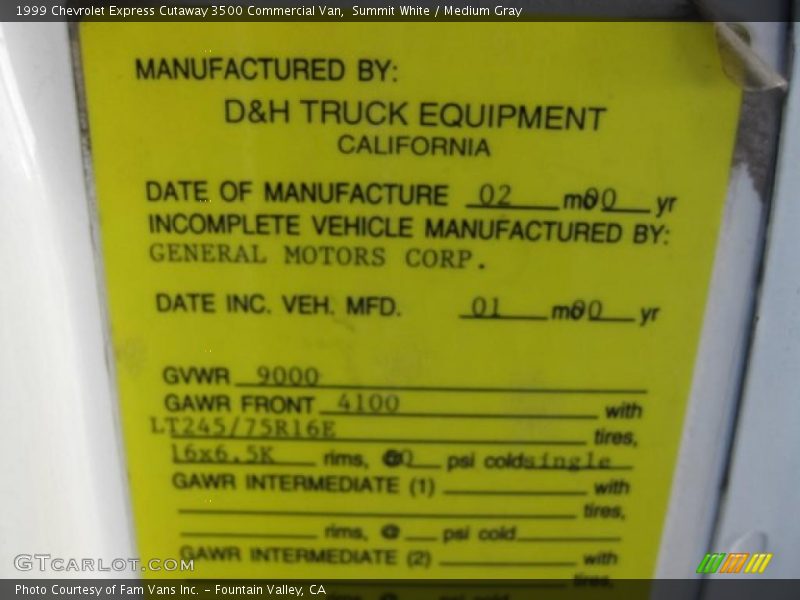 1999 Chevrolet Express Cutaway 3500 Commercial Van,  Summit White / Medium Gray
MANUFACTURED BY:
D&H TRUCK EQUIPMENT
CALIFORNIA
DATE OF MANUFACTURE 02 mo 00 yr
INCOMPLETE VEHICLE MANUFACTURED BY:
GENERAL MOTORS CORP.
DATE INC. VEH. MFD. 01 mo 00 yr
GVWR 9000
GAWR FRONT 4100 with
LT245/75R16E tires,
16x6.5K rims, @ psi cold single
GAWR INTERMEDIATE (1) with
tires,
rims, @ psi cold
GAWR INTERMEDIATE (2) with
tires,
rims, @ psi cold
GTCARLOT.COM
Photo Courtesy of Fam Vans Inc. - Fountain Valley, CA